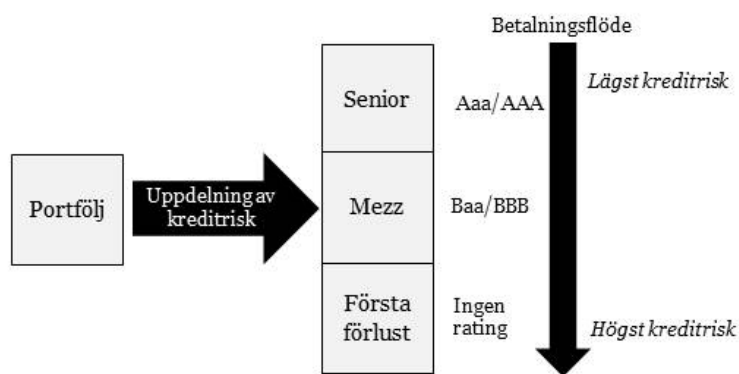 Betalningsflöde
Senior
Aaa/AAA
Lägst kreditrisk
Portfölj
Uppdelning av
kreditrisk
Mezz
Baa/BBB
Första
förlust
Ingen
rating
Högst kreditrisk